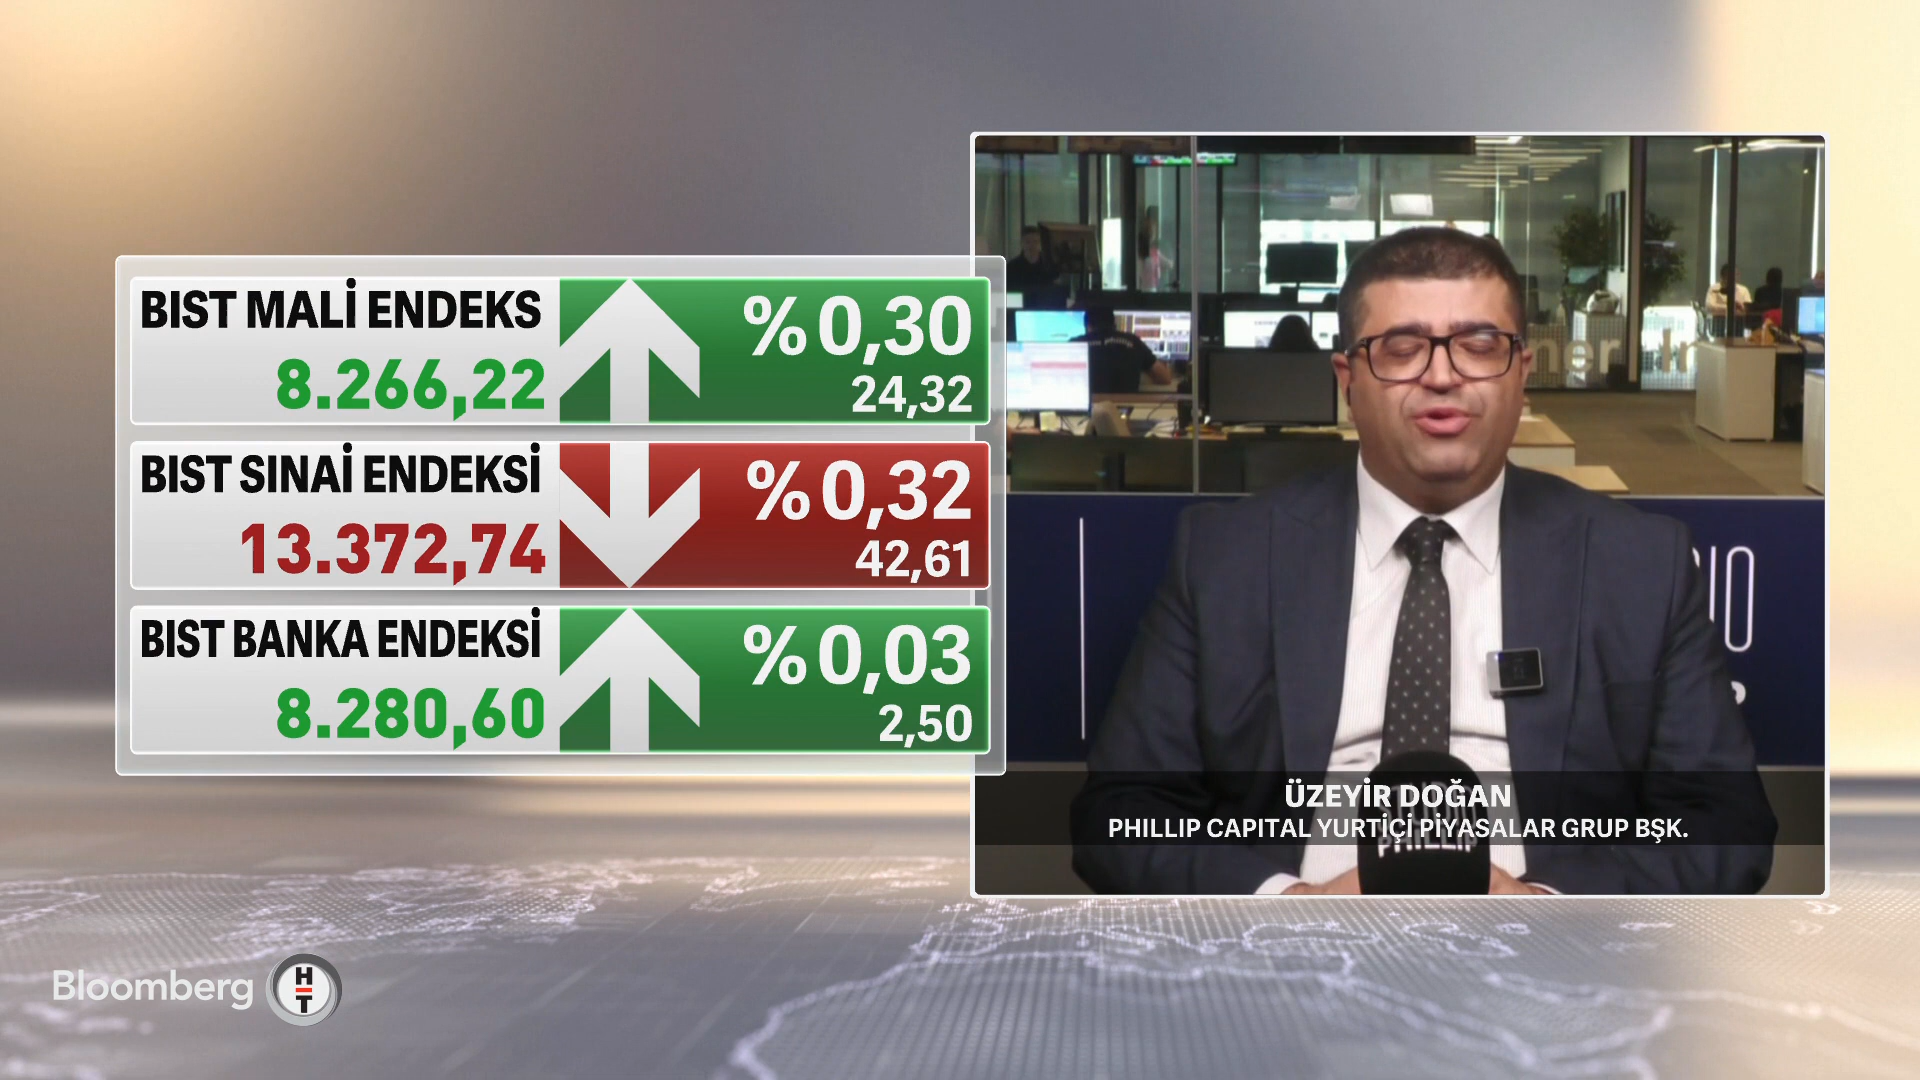 BIST MALİ ENDEKS
8.266,22
%0,30
24,32
BIST SINAİ ENDEKSİ
13.372,74
%0,32
42,61
BIST BANKA ENDEKSİ
8.280,60
%0,03
2,50
ÜZEYİR DOĞAN
PHILLIP CAPITAL YURTİÇİ PİYASALAR GRUP BŞK.
Bloomberg HT